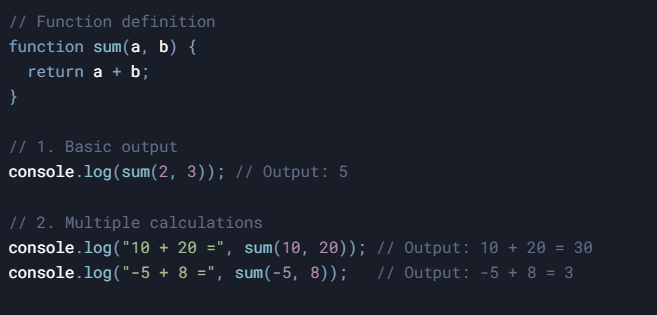 // Function definition
function sum(a, b) {
  return a + b;
}

// 1. Basic output
console.log(sum(2, 3)); // Output: 5

// 2. Multiple calculations
console.log("10 + 20 =", sum(10, 20)); // Output: 10 + 20 = 30
console.log("-5 + 8 =", sum(-5, 8));   // Output: -5 + 8 = 3